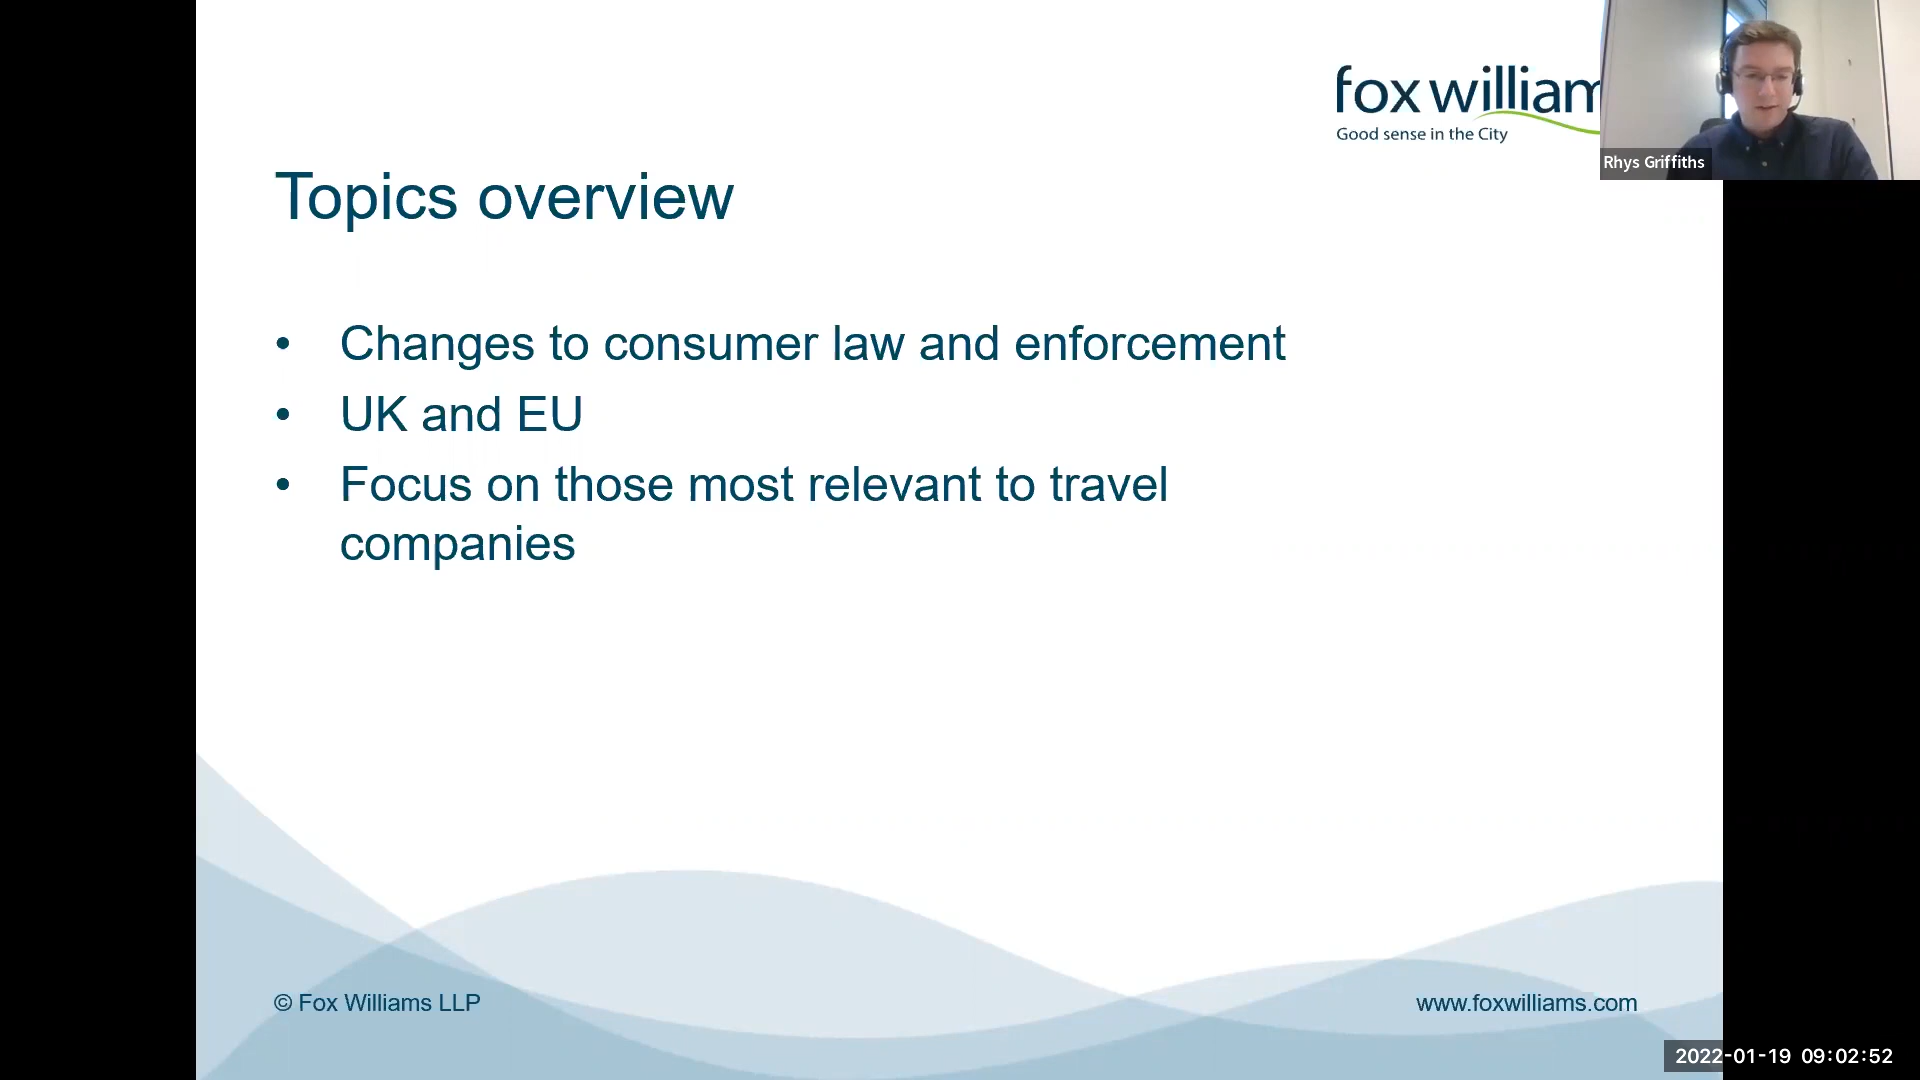 fox william
Good sense in the City
Rhys Griffiths
Topics overview
• Changes to consumer law and enforcement
• UK and EU
• Focus on those most relevant to travel
companies
© Fox Williams LLP
www.foxwilliams.com
2022-01-19 09:02:52